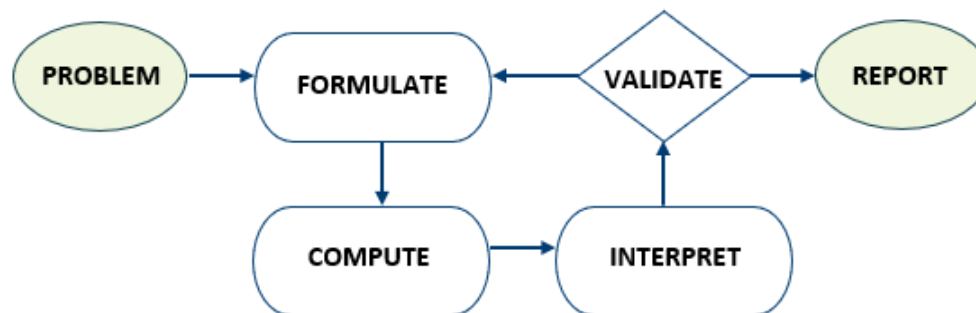 PROBLEM
FORMULATE
VALIDATE
REPORT
COMPUTE
INTERPRET